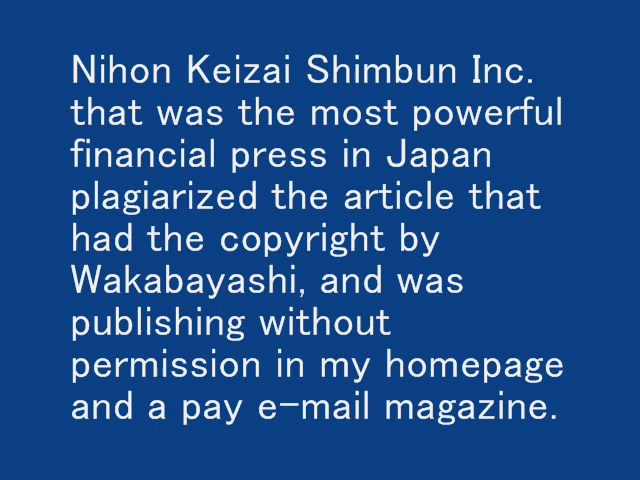 Nihon Keizai Shimbun Inc.
that was the most powerful
financial press in Japan
plagiarized the article that
had the copyright by
Wakabayashi, and was
publishing without
permission in my homepage
and a pay e-mail magazine.